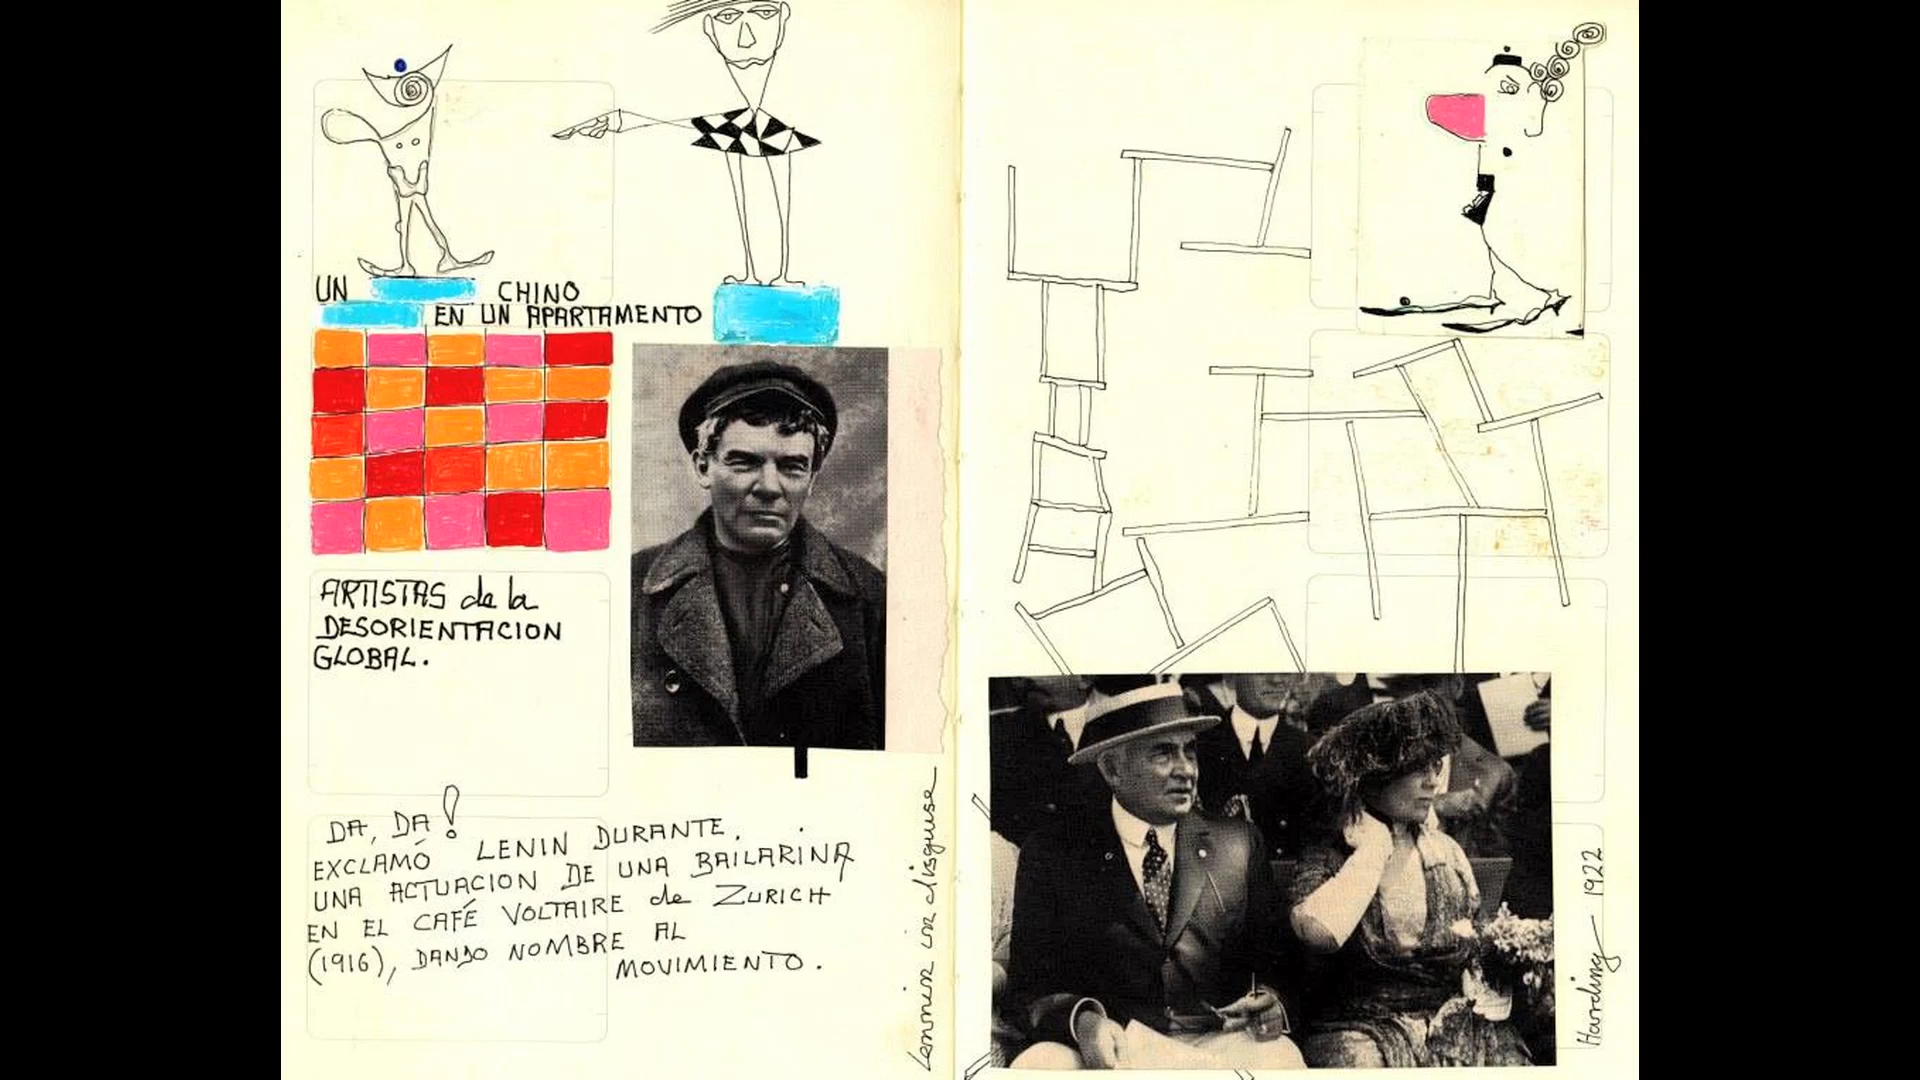 UN CHINO
EN UN APARTAMENTO
ARTISTAS de la
DESORIENTACION
GLOBAL.
DA, DA!
EXCLAMÓ LENIN DURANTE.
UNA ACTUACION DE UNA BAILARINA
EN EL CAFÉ VOLTAIRE de ZURICH
(1916), DANDO NOMBRE AL
MOVIMIENTO.
Lennin in disguise
Harding 1922